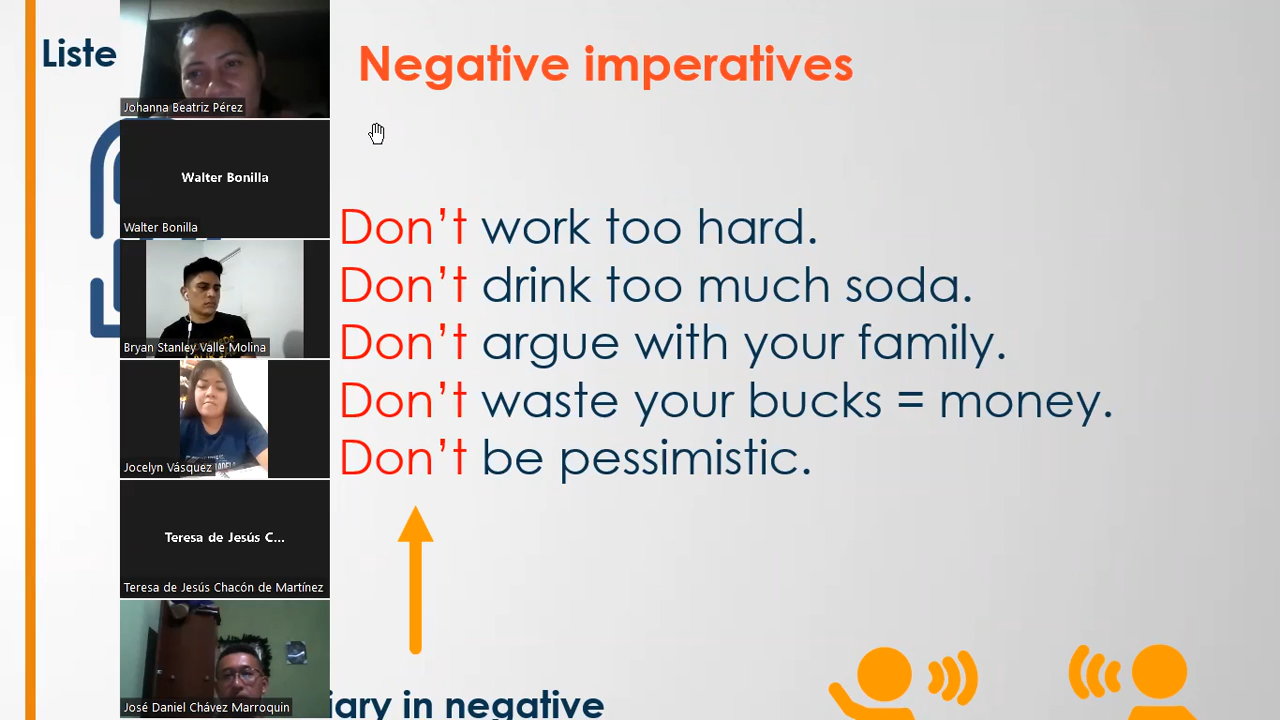 Liste
Negative imperatives
Johanna Beatriz Pérez
Walter Bonilla
Walter Bonilla
Bryan Stanley Valle Molina
Jocelyn Vásquez
Teresa de Jesús C...
Teresa de Jesús Chacón de Martínez
José Daniel Chávez Marroquin
Don't work too hard.
Don't drink too much soda.
Don't argue with your family.
Don't waste your bucks = money.
Don't be pessimistic.
iary in negative